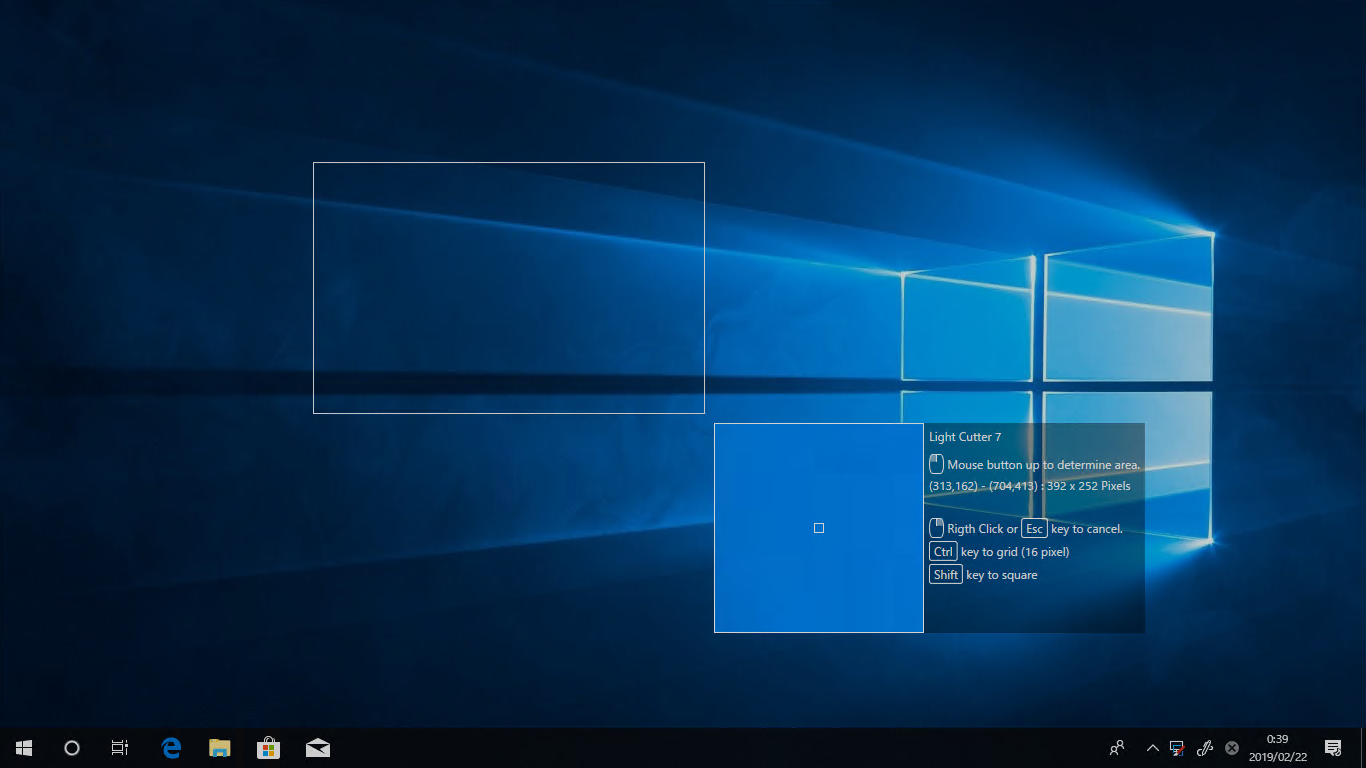 Light Cutter 7
Mouse button up to determine area.
(313,162) - (704,413) : 392 x 252 Pixels
Rigth Click or Esc key to cancel.
Ctrl key to grid (16 pixel)
Shift key to square
0:39
2019/02/22